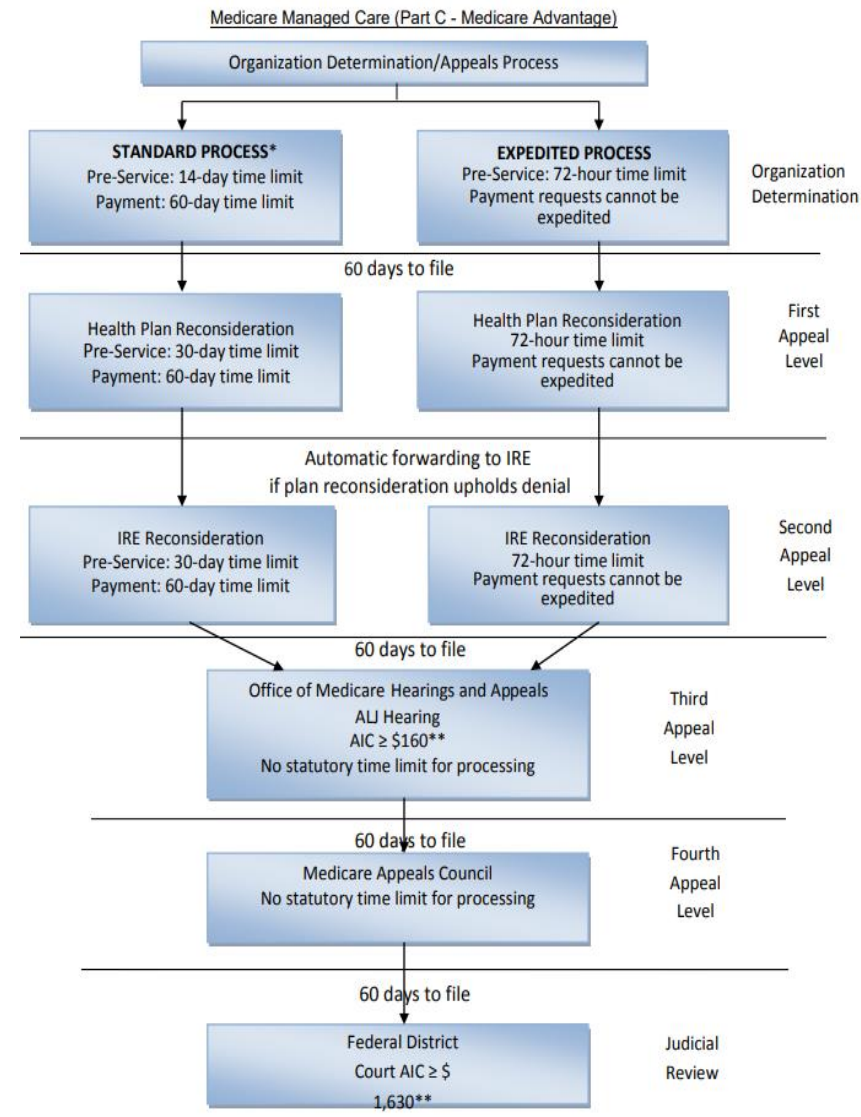 Medicare Managed Care (Part C - Medicare Advantage)
Organization Determination/Appeals Process
STANDARD PROCESS*
Pre-Service: 14-day time limit
Payment: 60-day time limit
EXPEDITED PROCESS
Pre-Service: 72-hour time limit
Payment requests cannot be
expedited
Organization
Determination
60 days to file
Health Plan Reconsideration
Pre-Service: 30-day time limit
Payment: 60-day time limit
Health Plan Reconsideration
72-hour time limit
Payment requests cannot be
expedited
First
Appeal
Level
Automatic forwarding to IRE
if plan reconsideration upholds denial
IRE Reconsideration
Pre-Service: 30-day time limit
Payment: 60-day time limit
IRE Reconsideration
72-hour time limit
Payment requests cannot be
expedited
Second
Appeal
Level
60 days to file
Office of Medicare Hearings and Appeals
ALJ Hearing
AIC ≥ $160**
No statutory time limit for processing
Third
Appeal
Level
60 days to file
Medicare Appeals Council
No statutory time limit for processing
Fourth
Appeal
Level
60 days to file
Federal District
Court AIC ≥ $
1,630**
Judicial
Review